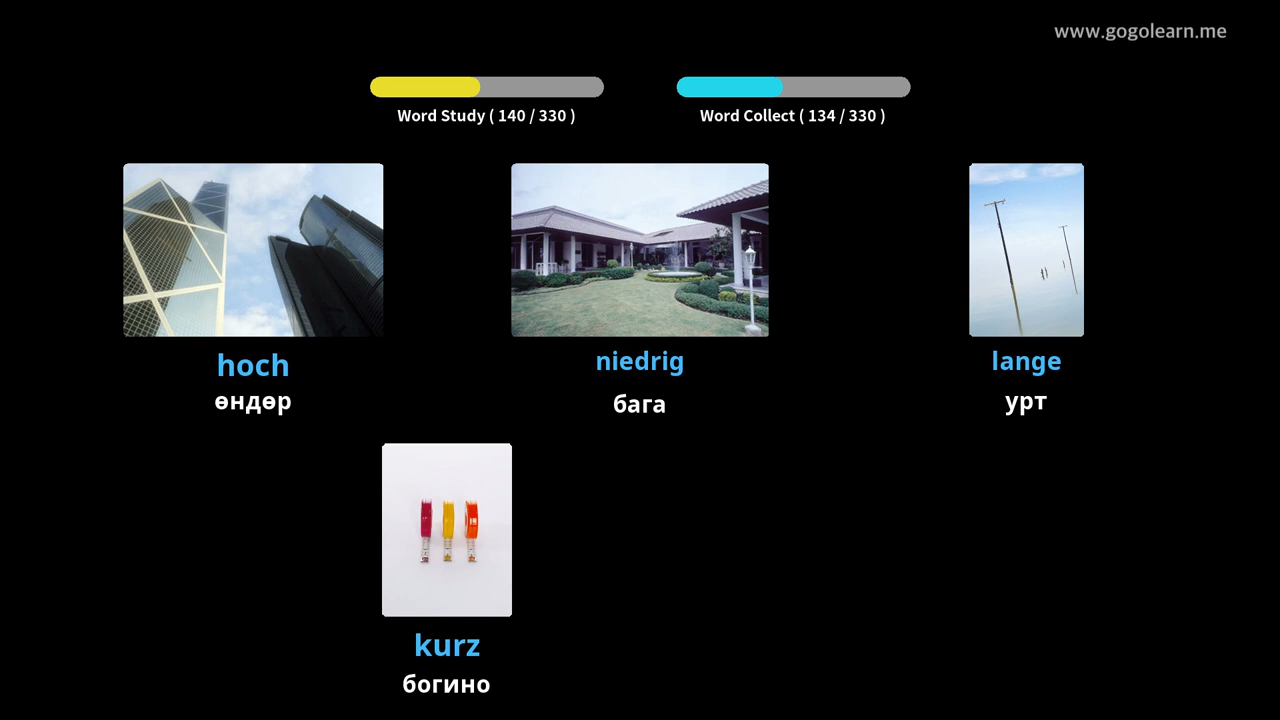 www.gogolearn.me
Word Study ( 140 / 330 )
Word Collect ( 134 / 330 )
hoch
өндөр
niedrig
бага
lange
урт
kurz
богино